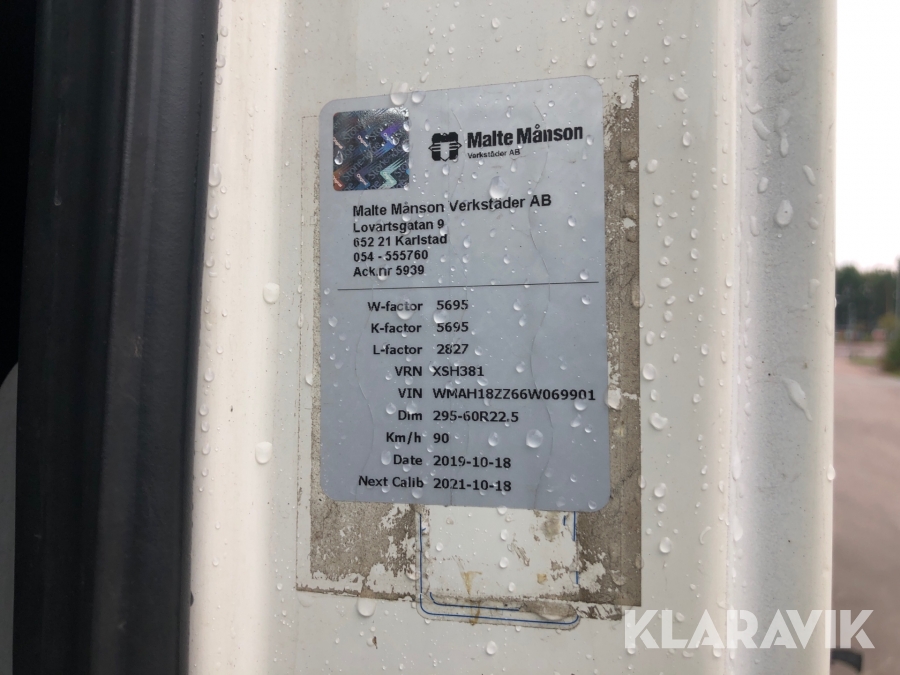 Malte Månson
Verkstäder AB
Malte Månson Verkstäder AB
Lovartsgatan 9
652 21 Karlstad
054 - 555760
Ack.nr 5939
W-factor 5695
K-factor 5695
L-factor 2827
VRN XSH381
VIN WMAH18ZZ66W069901
Dim 295-60R22.5
Km/h 90
Date 2019-10-18
Next Calib 2021-10-18
KLARAVIK